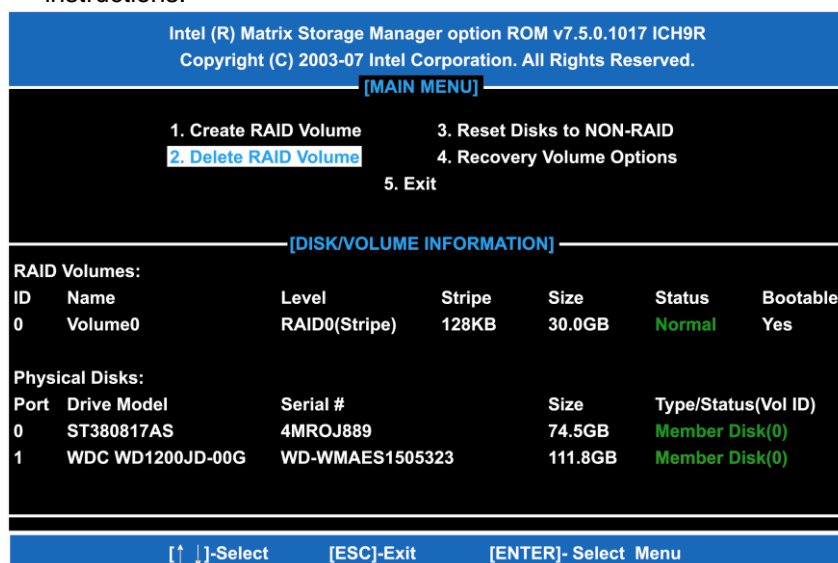 instructions.
Intel (R) Matrix Storage Manager option ROM v7.5.0.1017 ICH9R
Copyright (C) 2003-07 Intel Corporation. All Rights Reserved.
[MAIN MENU]
1. Create RAID Volume 3. Reset Disks to NON-RAID
2. Delete RAID Volume 4. Recovery Volume Options
5. Exit
[DISK/VOLUME INFORMATION]
RAID Volumes:
ID Name Level Stripe Size Status Bootable
0 Volume0 RAID0(Stripe) 128KB 30.0GB Normal Yes
Physical Disks:
Port Drive Model Serial # Size Type/Status(Vol ID)
0 ST380817AS 4MROJ889 74.5GB Member Disk(0)
1 WDC WD1200JD-00G WD-WMAES1505323 111.8GB Member Disk(0)
[↑ ↓]-Select [ESC]-Exit [ENTER]- Select Menu